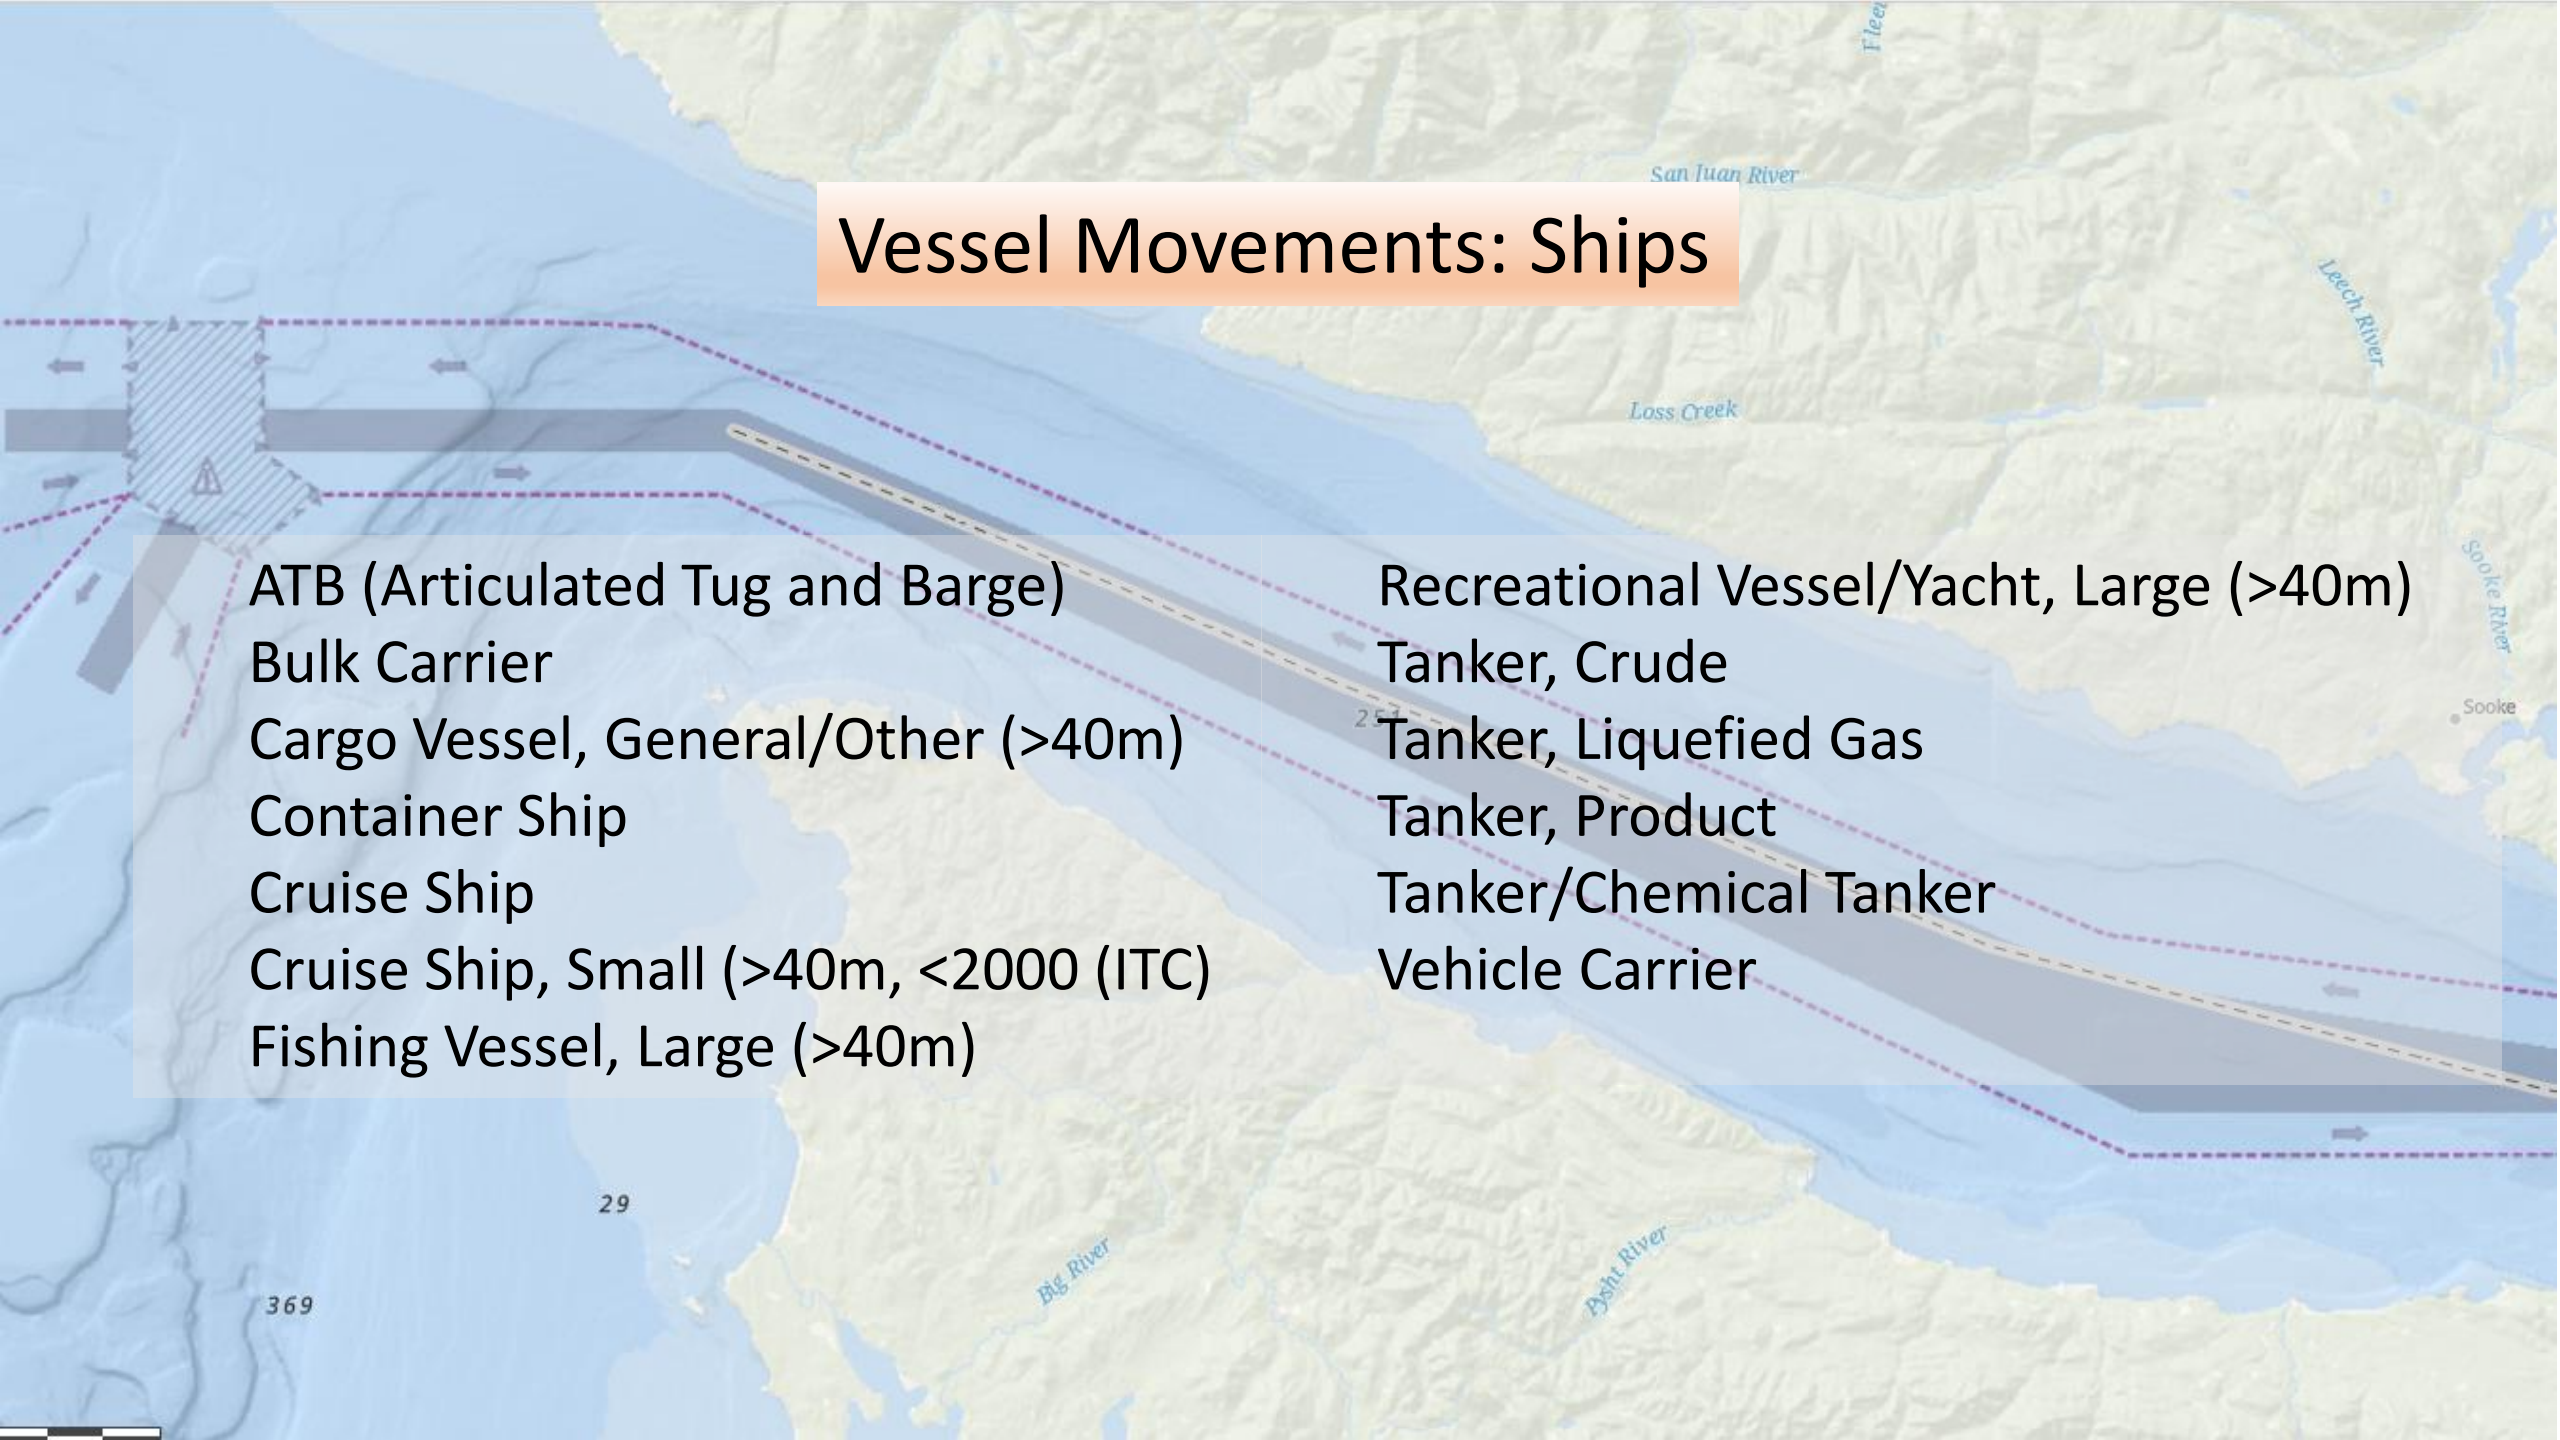 Fleet
San Juan River
Vessel Movements: Ships
Leech River
Loss Creek
ATB (Articulated Tug and Barge)
Bulk Carrier
Cargo Vessel, General/Other (>40m)
Container Ship
Cruise Ship
Cruise Ship, Small (>40m, <2000 (ITC)
Fishing Vessel, Large (>40m)
Recreational Vessel/Yacht, Large (>40m)
Tanker, Crude
Tanker, Liquefied Gas
Tanker, Product
Tanker/Chemical Tanker
Vehicle Carrier
Sooke River
Sooke
251
29
369
Big River
Pysht River